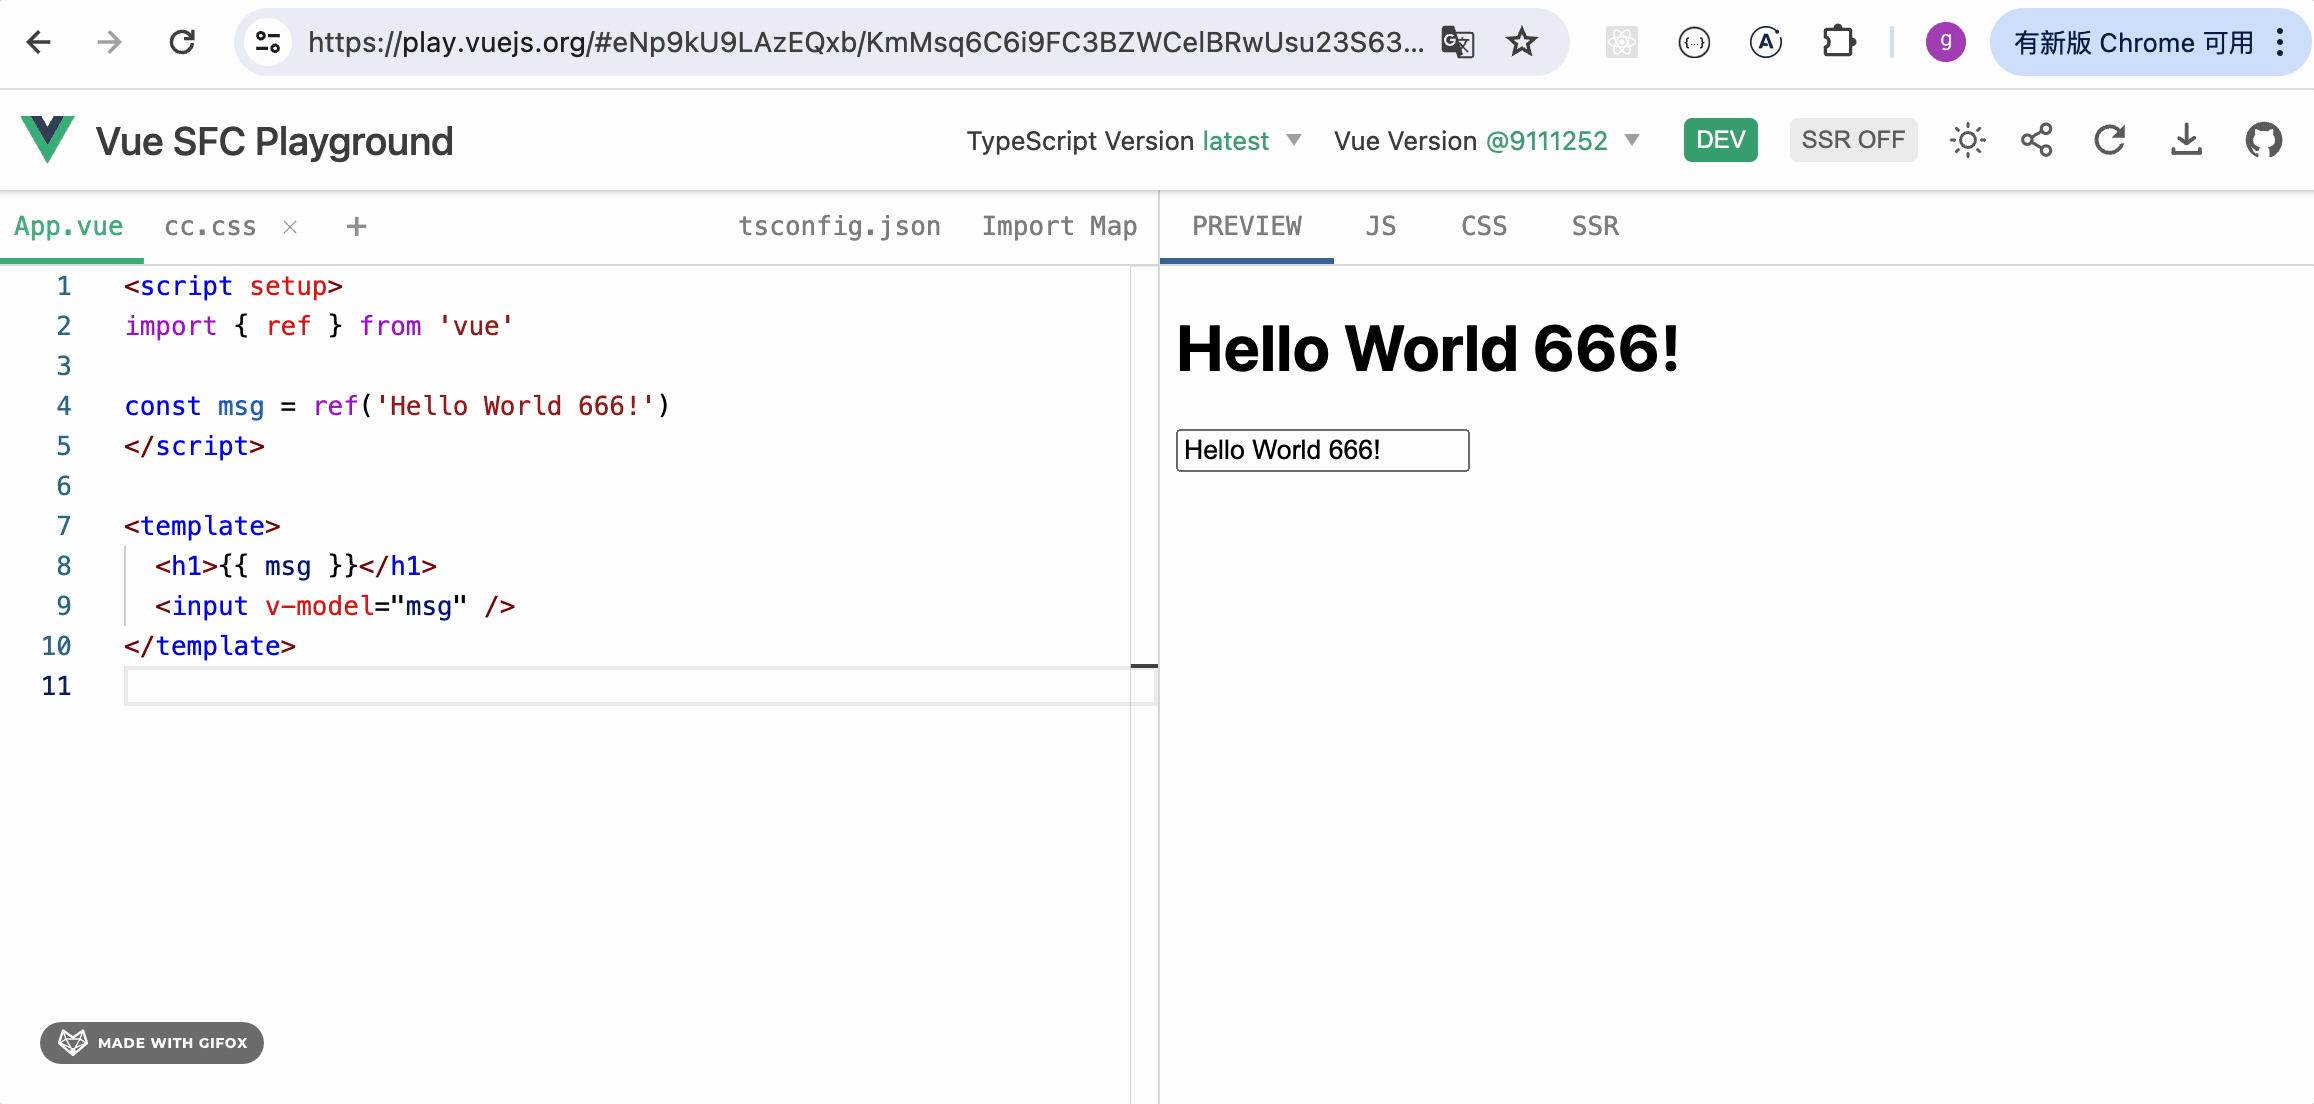 https://play.vuejs.org/#eNp9kU9LAzEQxb/KmMsq6C6i9FC3BZWCelBRwUsu23S63...
g
有新版 Chrome 可用
Vue SFC Playground
TypeScript Version latest
Vue Version @9111252
DEV
SSR OFF
App.vue
cc.css
tsconfig.json
Import Map
PREVIEW
JS
CSS
SSR
1 <script setup>
2 import { ref } from 'vue'
3
4 const msg = ref('Hello World 666!')
5 </script>
6
7 <template>
8 <h1>{{ msg }}</h1>
9 <input v-model="msg" />
10 </template>
11
Hello World 666!
Hello World 666!
MADE WITH GIFOX